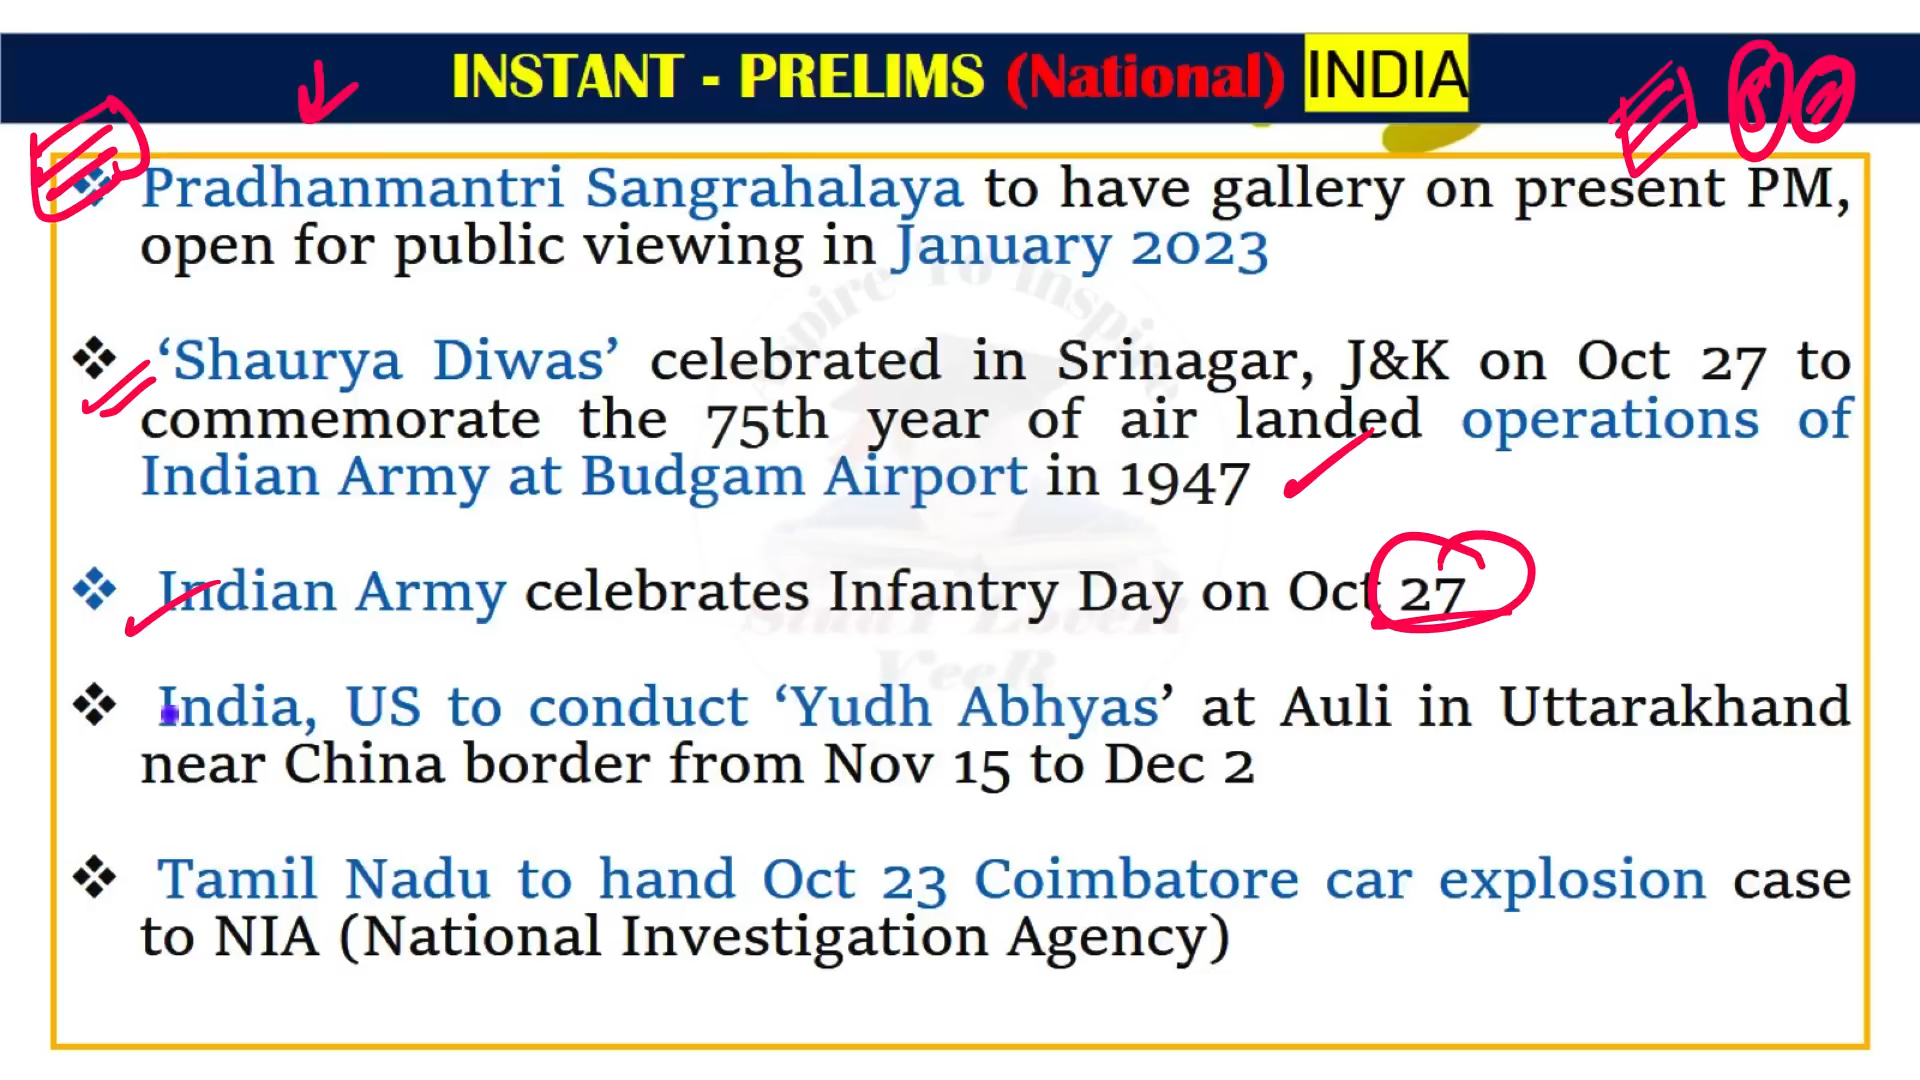 INSTANT - PRELIMS (National) INDIA
❖ Pradhanmantri Sangrahalaya to have gallery on present PM,
open for public viewing in January 2023
❖ ‘Shaurya Diwas’ celebrated in Srinagar, J&K on Oct 27 to
commemorate the 75th year of air landed operations of
Indian Army at Budgam Airport in 1947
❖ Indian Army celebrates Infantry Day on Oct 27
❖ India, US to conduct ‘Yudh Abhyas’ at Auli in Uttarakhand
near China border from Nov 15 to Dec 2
❖ Tamil Nadu to hand Oct 23 Coimbatore car explosion case
to NIA (National Investigation Agency)